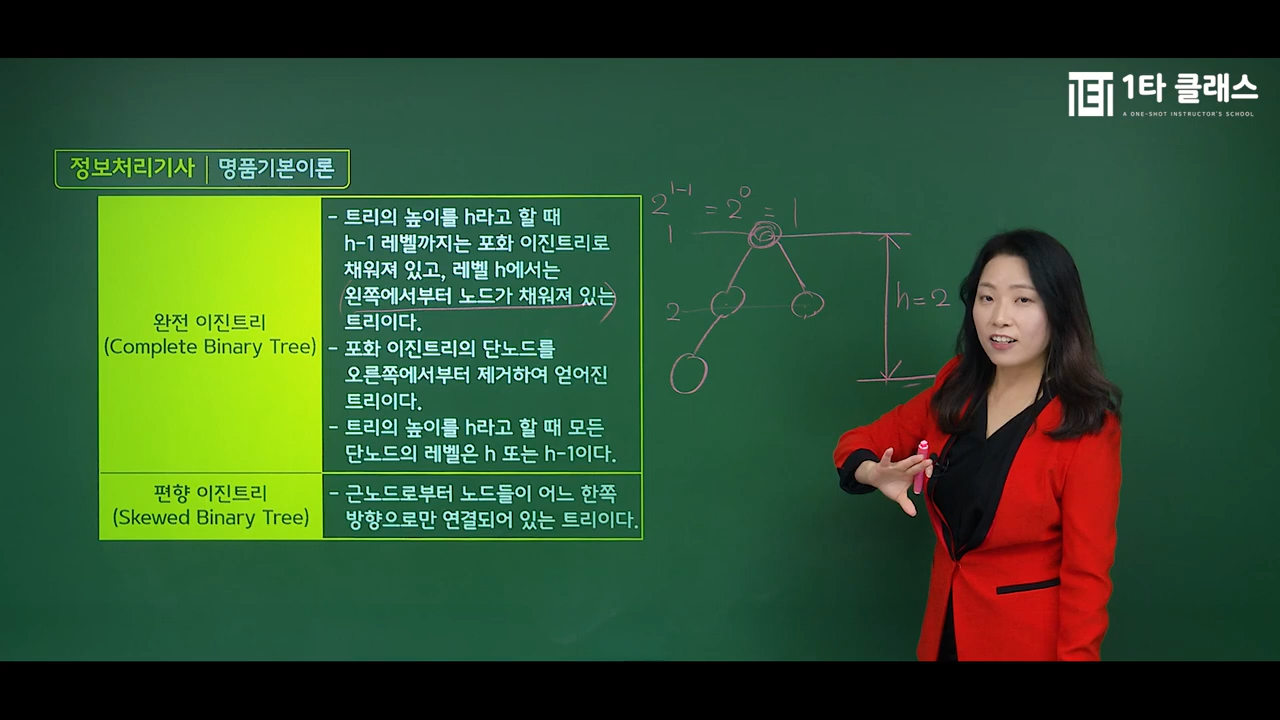 1타 클래스
A ONE-SHOT INSTRUCTOR'S SCHOOL
정보처리기사 | 명품기본이론
완전 이진트리
(Complete Binary Tree)
- 트리의 높이를 h라고 할 때
h-1 레벨까지는 포화 이진트리로
채워져 있고, 레벨 h에서는
왼쪽에서부터 노드가 채워져 있는
트리이다.
- 포화 이진트리의 단노드를
오른쪽에서부터 제거하여 얻어진
트리이다.
- 트리의 높이를 h라고 할 때 모든
단노드의 레벨은 h 또는 h-1이다.
편향 이진트리
(Skewed Binary Tree)
- 근노드로부터 노드들이 어느 한쪽
방향으로만 연결되어 있는 트리이다.
2^1-1 = 2^0 = 1
1
2
h=2